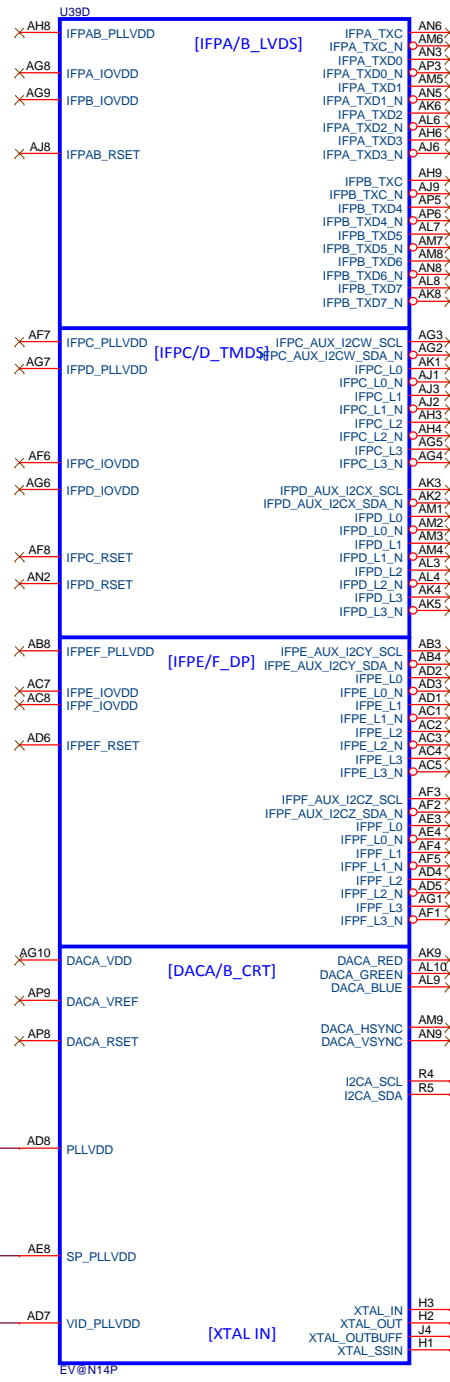 U39D
AH8 IFPAB_PLLVDD [IFPA/B_LVDS] IFPA_TXC AN6
IFPA_TXC_N AM6
IFPA_TXD0 AN3
AG8 IFPA_IOVDD IFPA_TXD0_N AP3
IFPA_TXD1 AM5
AG9 IFPB_IOVDD IFPA_TXD1_N AN5
IFPA_TXD2 AK6
IFPA_TXD2_N AL6
IFPA_TXD3 AH6
AJ8 IFPAB_RSET IFPA_TXD3_N AJ6
IFPB_TXC AH9
IFPB_TXC_N AJ9
IFPB_TXD4 AP5
IFPB_TXD4_N AP6
IFPB_TXD5 AL7
IFPB_TXD5_N AM7
IFPB_TXD6 AM8
IFPB_TXD6_N AN8
IFPB_TXD7 AL8
IFPB_TXD7_N AK8
AF7 IFPC_PLLVDD [IFPC/D_TMDS] IFPC_AUX_I2CW_SCL AG3
IFPC_AUX_I2CW_SDA_N AG2
AG7 IFPD_PLLVDD IFPC_L0 AK1
IFPC_L0_N AJ1
IFPC_L1 AJ3
IFPC_L1_N AJ2
IFPC_L2 AH3
IFPC_L2_N AH4
IFPC_L3 AG5
AF6 IFPC_IOVDD IFPC_L3_N AG4
AG6 IFPD_IOVDD IFPD_AUX_I2CX_SCL AK3
IFPD_AUX_I2CX_SDA_N AK2
IFPD_L0 AM1
IFPD_L0_N AM2
IFPD_L1 AM3
AF8 IFPC_RSET IFPD_L1_N AM4
IFPD_L2 AL3
AN2 IFPD_RSET IFPD_L2_N AL4
IFPD_L3 AK4
IFPD_L3_N AK5
AB8 IFPEF_PLLVDD [IFPE/F_DP] IFPE_AUX_I2CY_SCL AB3
IFPE_AUX_I2CY_SDA_N AB4
IFPE_L0 AD2
AC7 IFPE_IOVDD IFPE_L0_N AD3
AC8 IFPF_IOVDD IFPE_L1 AD1
IFPE_L1_N AC1
IFPE_L2 AC2
AD6 IFPEF_RSET IFPE_L2_N AC3
IFPE_L3 AC4
IFPE_L3_N AC5
IFPF_AUX_I2CZ_SCL AF3
IFPF_AUX_I2CZ_SDA_N AF2
IFPF_L0 AE3
IFPF_L0_N AE4
IFPF_L1 AF4
IFPF_L1_N AF5
IFPF_L2 AD4
IFPF_L2_N AD5
IFPF_L3 AG1
IFPF_L3_N AF1
AG10 DACA_VDD [DACA/B_CRT] DACA_RED AK9
DACA_GREEN AL10
DACA_BLUE AL9
AP9 DACA_VREF
DACA_HSYNC AM9
AP8 DACA_RSET DACA_VSYNC AN9
I2CA_SCL R4
I2CA_SDA R5
AD8 PLLVDD
AE8 SP_PLLVDD
XTAL_IN H3
AD7 VID_PLLVDD XTAL_OUT H2
[XTAL IN] XTAL_OUTBUFF J4
XTAL_SSIN H1
EV@N14P